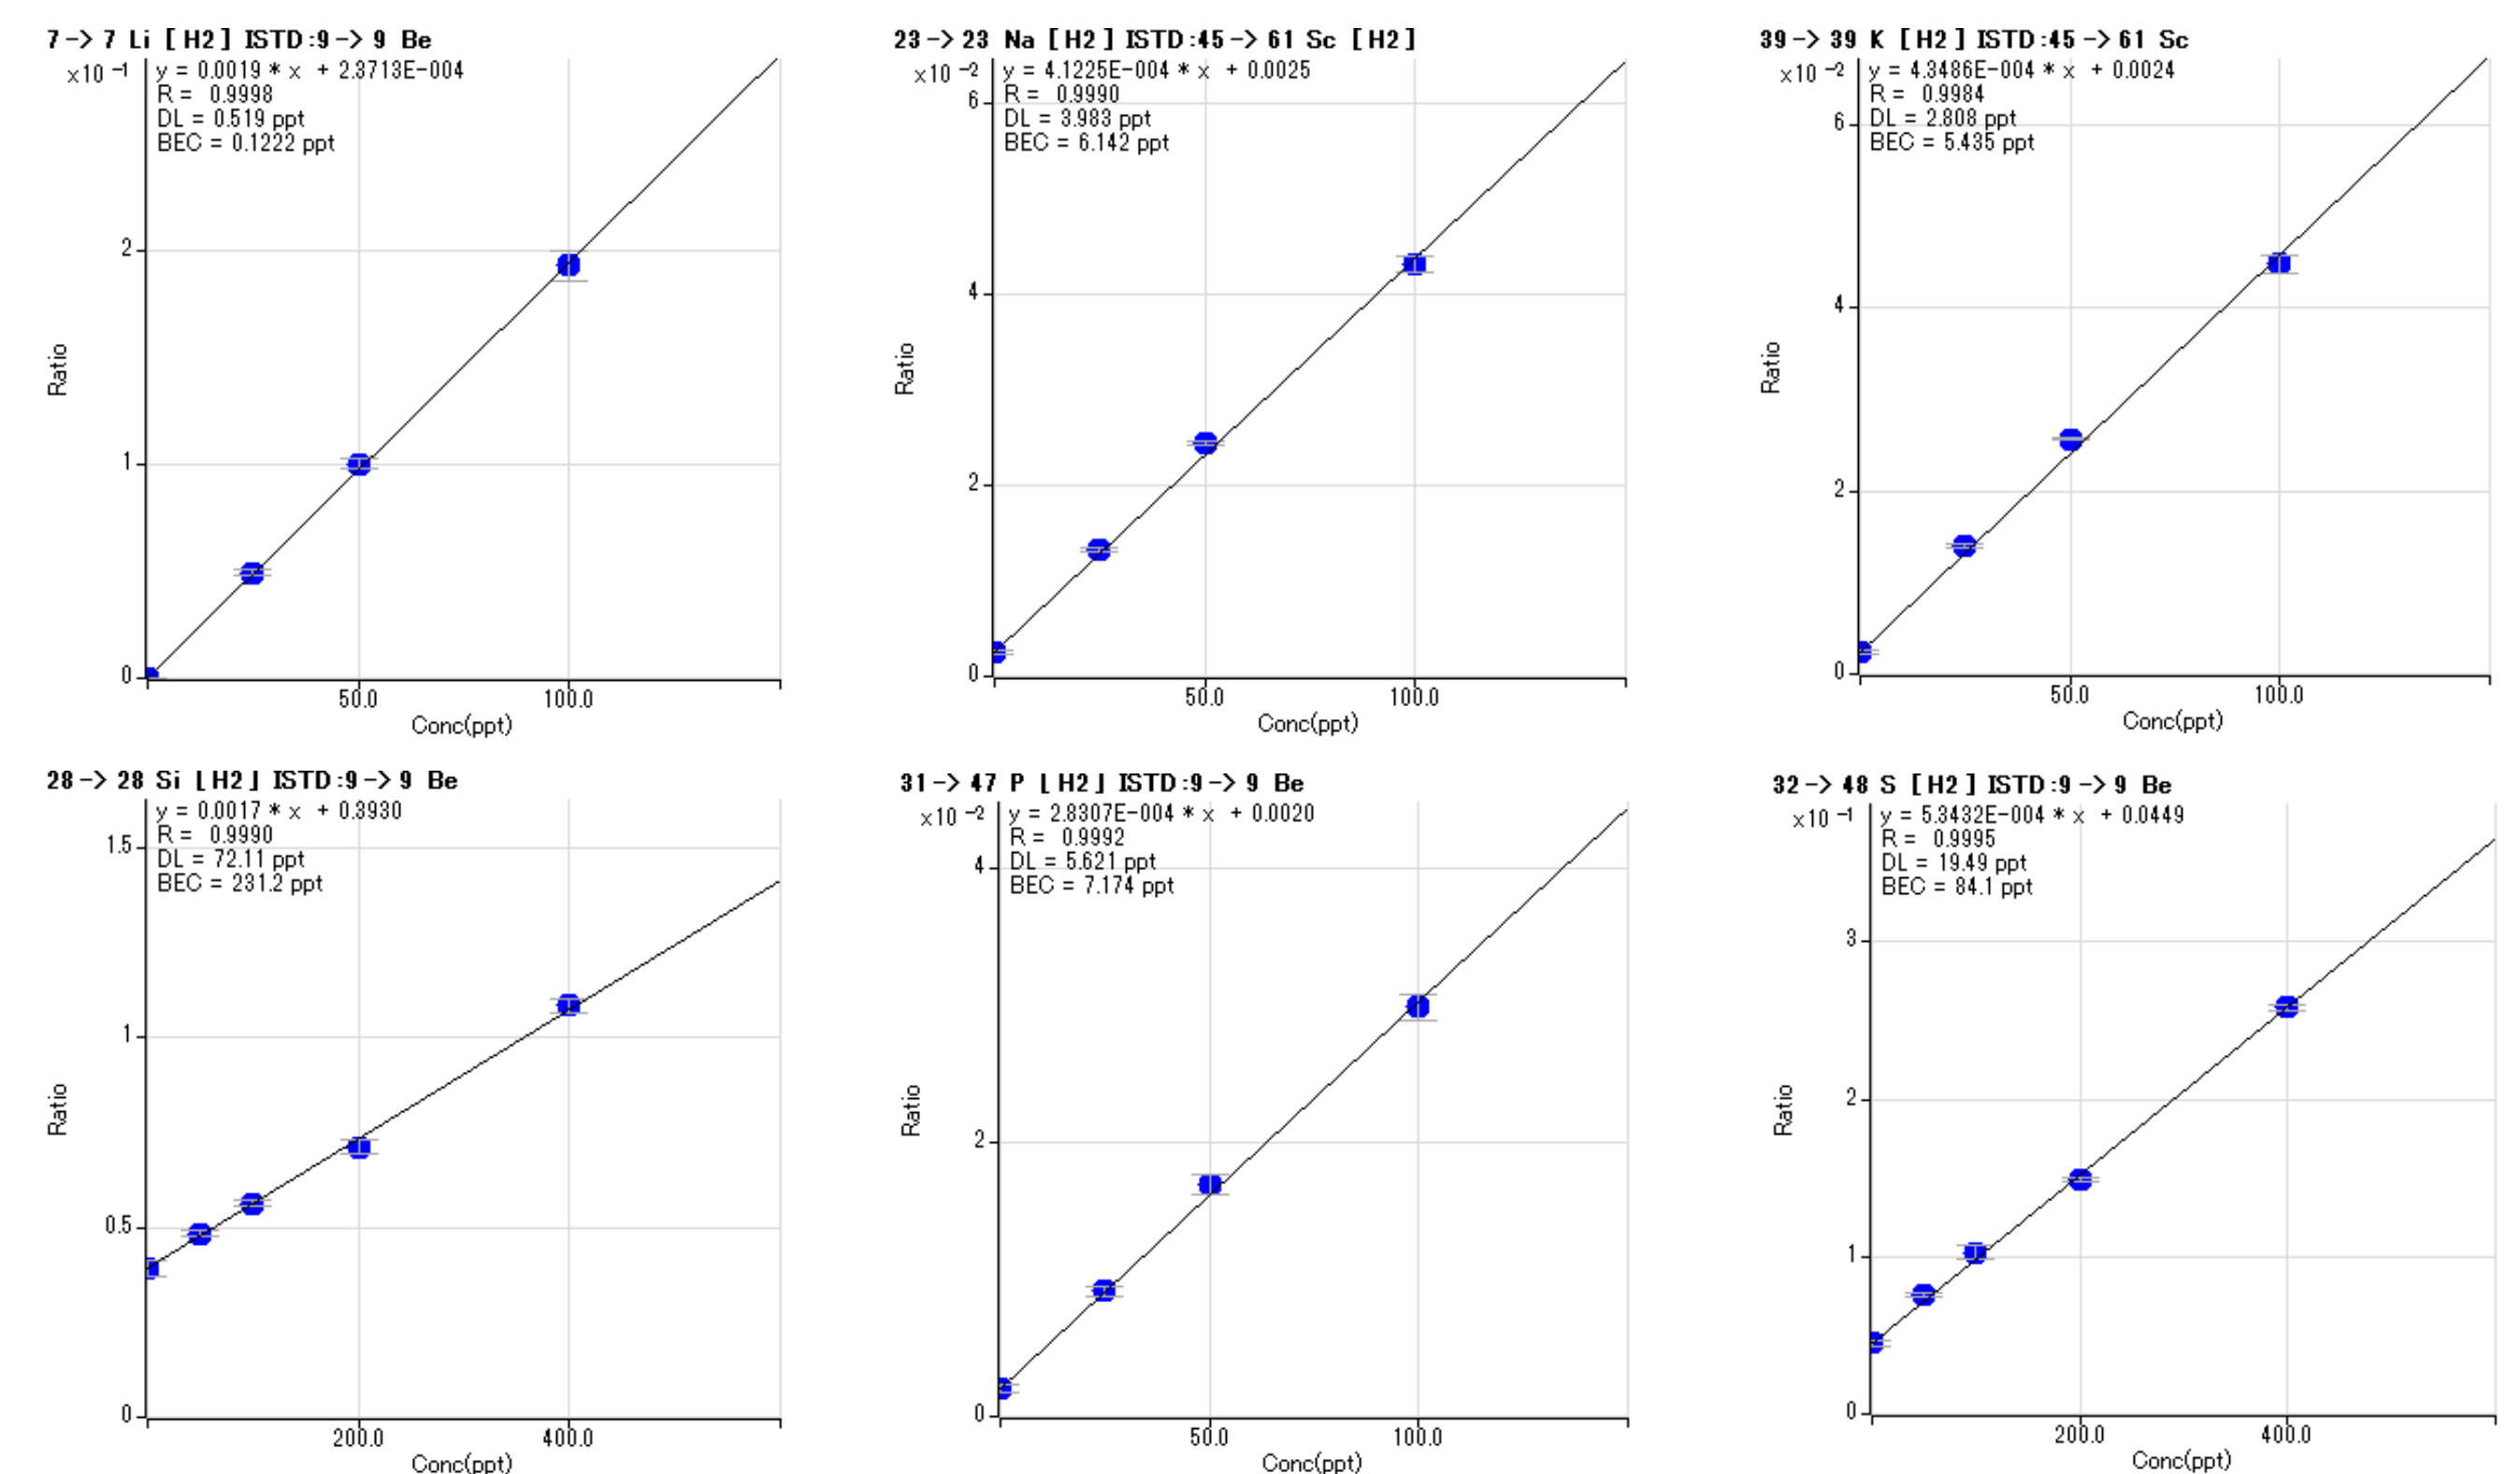 7 -> 7 Li [ H2 ] ISTD :9 -> 9 Be
x10 -1
y = 0.0019 * x + 2.3713E-004
R = 0.9998
DL = 0.519 ppt
BEC = 0.1222 ppt
2
1
0
Ratio
50.0 100.0
Conc(ppt)
23 -> 23 Na [ H2 ] ISTD :45 -> 61 Sc [ H2 ]
x10 -2
y = 4.1225E-004 * x + 0.0025
R = 0.9990
DL = 3.983 ppt
BEC = 6.142 ppt
6
4
2
0
Ratio
50.0 100.0
Conc(ppt)
39 -> 39 K [ H2 ] ISTD :45 -> 61 Sc
x10 -2
y = 4.3486E-004 * x + 0.0024
R = 0.9984
DL = 2.808 ppt
BEC = 5.435 ppt
6
4
2
0
Ratio
50.0 100.0
Conc(ppt)
28 -> 28 Si [ H2 ] ISTD :9 -> 9 Be
y = 0.0017 * x + 0.3930
R = 0.9990
DL = 72.11 ppt
BEC = 231.2 ppt
1.5
1
0.5
0
Ratio
200.0 400.0
Conc(ppt)
31 -> 47 P [ H2 ] ISTD :9 -> 9 Be
x10 -2
y = 2.8307E-004 * x + 0.0020
R = 0.9992
DL = 5.621 ppt
BEC = 7.174 ppt
4
2
0
Ratio
50.0 100.0
Conc(ppt)
32 -> 48 S [ H2 ] ISTD :9 -> 9 Be
x10 -1
y = 5.3432E-004 * x + 0.0449
R = 0.9995
DL = 19.49 ppt
BEC = 84.1 ppt
3
2
1
0
Ratio
200.0 400.0
Conc(ppt)